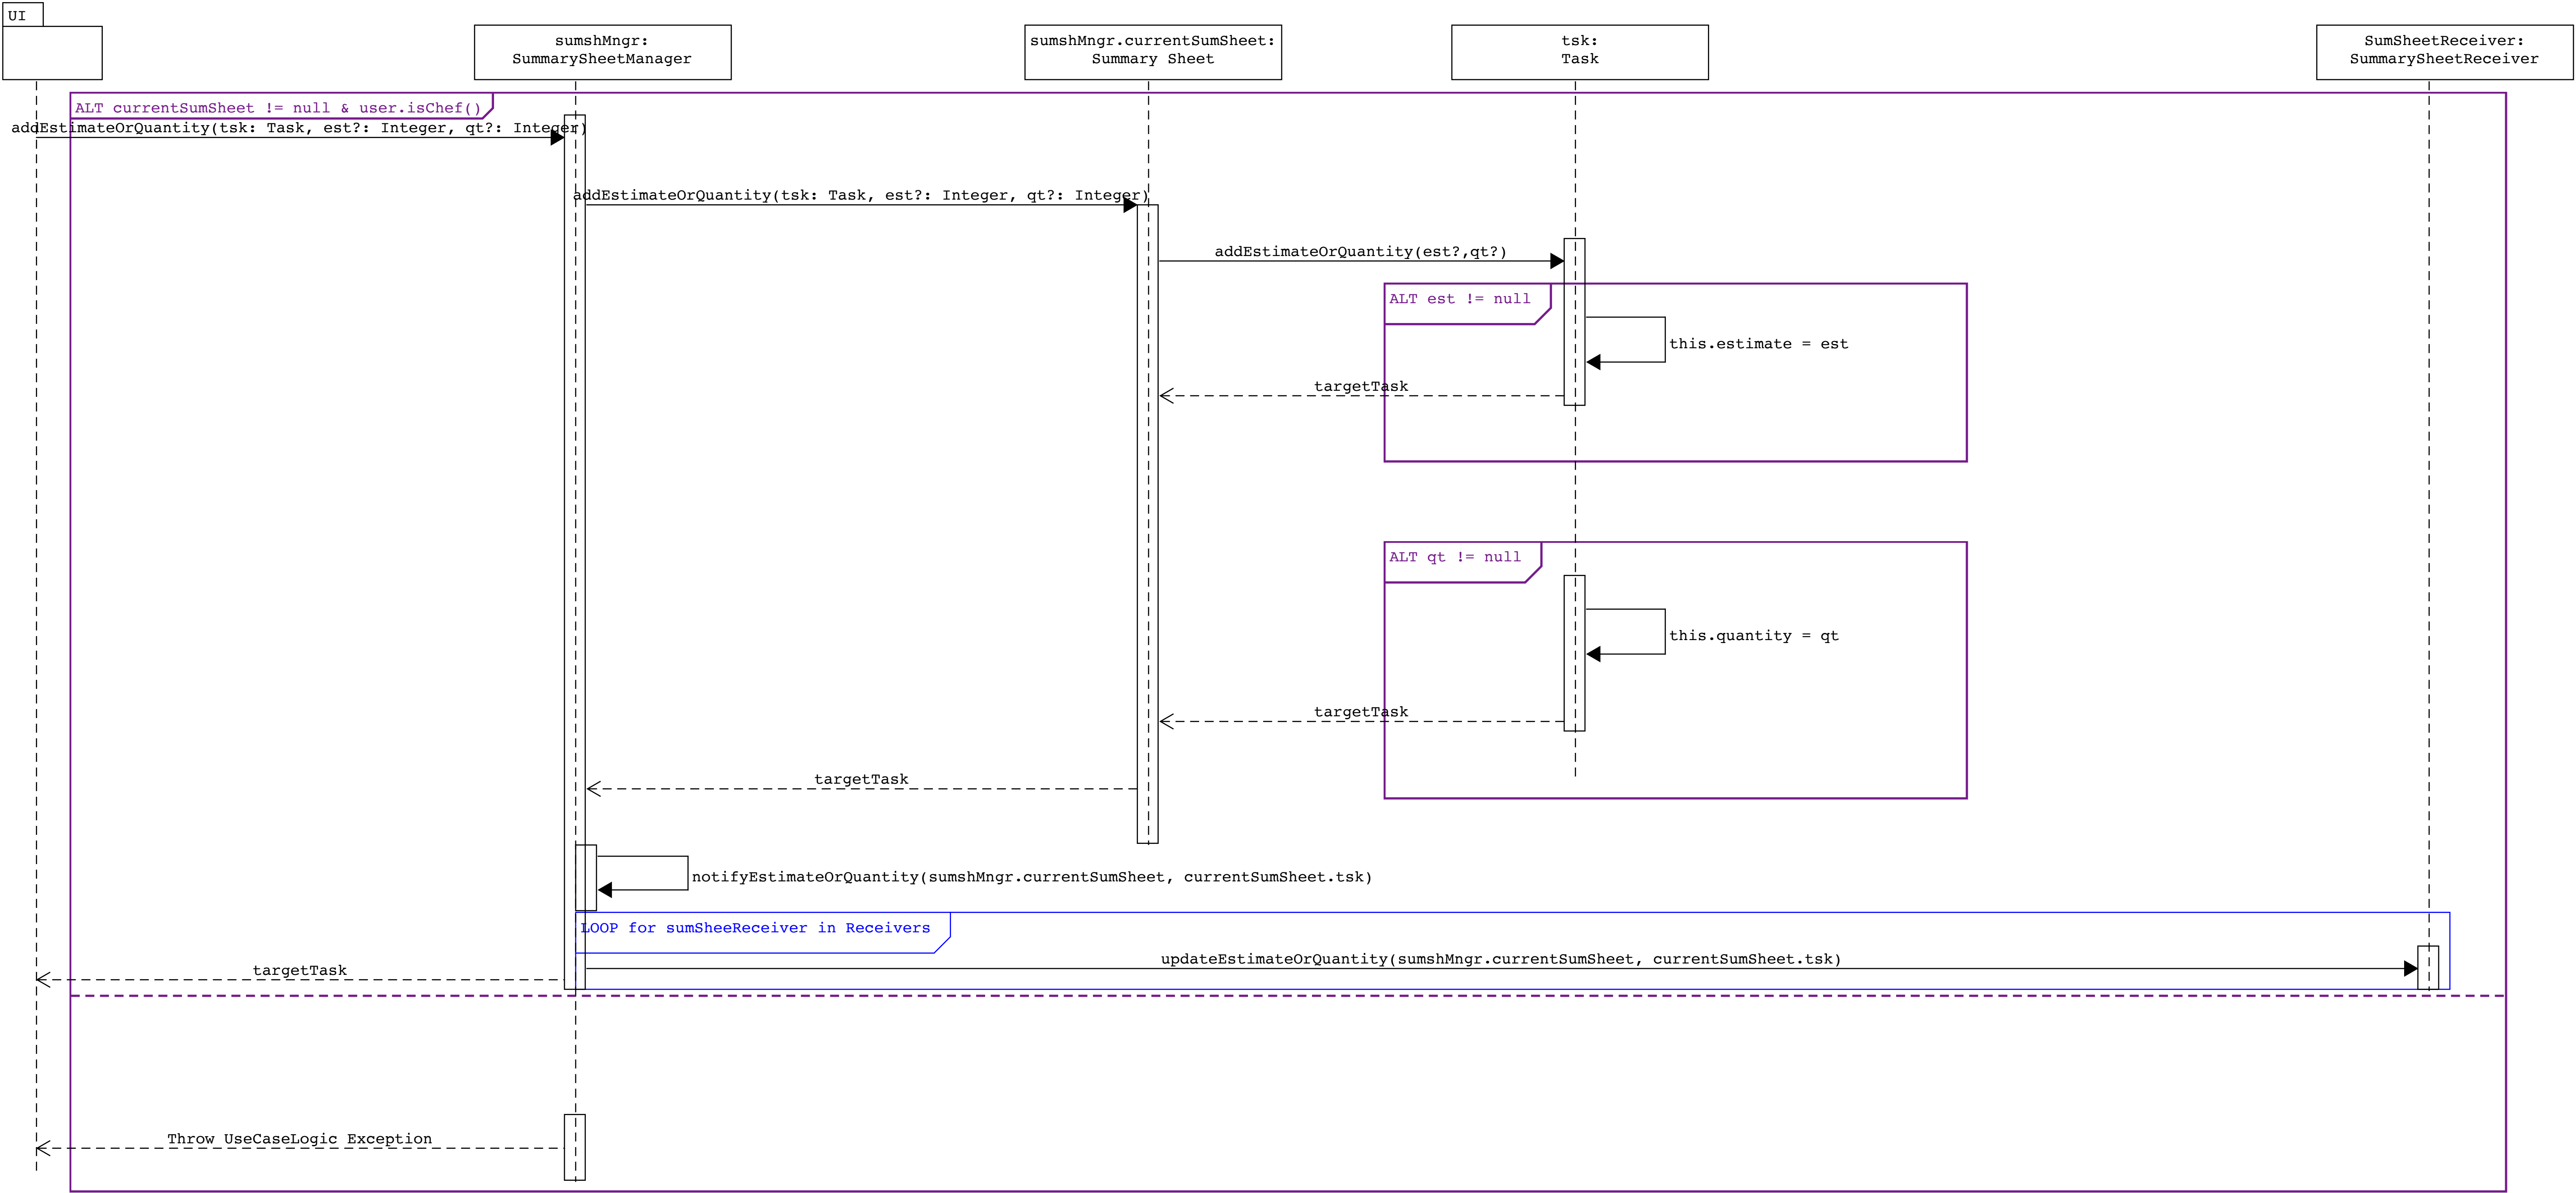 UI
sumshMngr:
SummarySheetManager
sumshMngr.currentSumSheet:
Summary Sheet
tsk:
Task
SumSheetReceiver:
SummarySheetReceiver
ALT currentSumSheet != null & user.isChef()
addEstimateOrQuantity(tsk: Task, est?: Integer, qt?: Integer)
addEstimateOrQuantity(tsk: Task, est?: Integer, qt?: Integer)
addEstimateOrQuantity(est?,qt?)
ALT est != null
this.estimate = est
targetTask
ALT qt != null
this.quantity = qt
targetTask
targetTask
notifyEstimateOrQuantity(sumshMngr.currentSumSheet, currentSumSheet.tsk)
LOOP for sumSheeReceiver in Receivers
updateEstimateOrQuantity(sumshMngr.currentSumSheet, currentSumSheet.tsk)
targetTask
Throw UseCaseLogic Exception